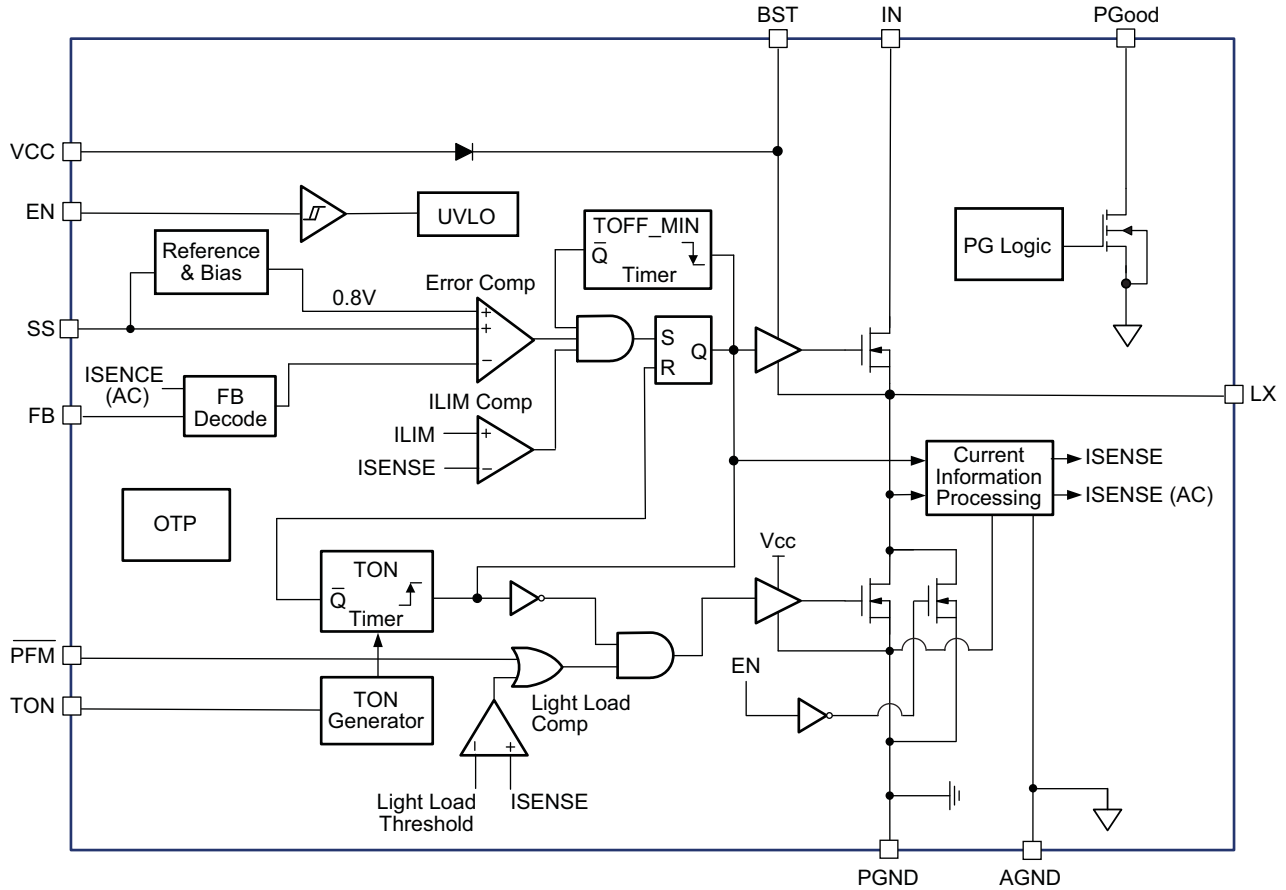 BST
IN
PGood
VCC
EN
UVLO
TOFF_MIN
Q̅
Timer
PG Logic
Reference
& Bias
Error Comp
0.8V
SS
+
+
−
S
R
Q
ISENCE
(AC)
FB
Decode
FB
ILIM Comp
ILIM
+
ISENSE
−
LX
Current
Information
Processing
ISENSE
ISENSE (AC)
OTP
Vcc
TON
Q̅
Timer
P̅F̅M̅
EN
TON
TON
Generator
Light Load
Comp
−
+
Light Load
Threshold
ISENSE
PGND
AGND